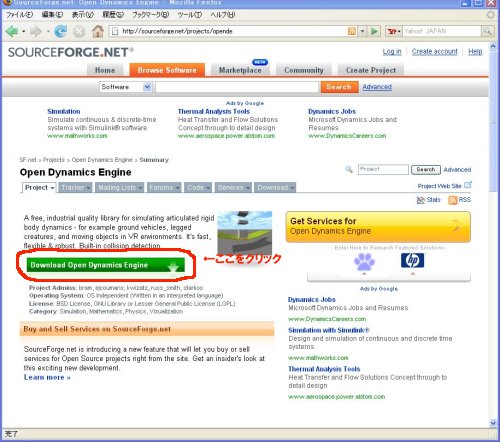 SourceForge.net: Open Dynamics Engine - Mozilla Firefox
ファイル(F) 編集(E) 表示(V) 履歴(S) ブックマーク(B) ツール(T) ヘルプ(H)
http://sourceforge.net/projects/opende
Yahoo! JAPAN
SOURCEFORGE.NET®
Log in Create account Help
BETA
Home Browse Software Marketplace Community Create Project
Software Search Advanced
Ads by Google
Simulation
Simulate continuous & discrete-time
systems with Simulink® software
www.mathworks.com
Thermal Analysis Tools
Heat Transfer and Flow Solutions
Concept through to detail design
www.aerospace.power.alstom.com
Dynamics Jobs
Search Dynamics Jobs and
Resumes.
www.DynamicsCareers.com
SF.net » Projects » Open Dynamics Engine » Summary
Open Dynamics Engine
Project Search Advanced
Project Tracker Mailing Lists Forums Code Services Download
Project Web Site
Stats RSS
A free, industrial quality library for simulating articulated rigid
body dynamics - for example ground vehicles, legged
creatures, and moving objects in VR environments. It's fast,
flexible & robust. Built-in collision detection.
Download Open Dynamics Engine
←ここをクリック
Project Admins: bram, ejcoumans, kwizatz, russ_smith, starkos
Operating System: OS Independent (Written in an interpreted language)
License: BSD License, GNU Library or Lesser General Public License (LGPL)
Category: Simulation, Mathematics, Physics, Visualization
Buy and Sell Services on SourceForge.net
SourceForge.net is introducing a new feature that will let you buy or sell
services for Open Source projects right from the site. Get an insider's look at
this exciting new development.
Learn more »
Get Services for
Open Dynamics Engine
- Enter Here to Research Featured Solutions -
hp
Ads by Google
Dynamics Jobs
Search Dynamics Jobs and Resumes.
www.DynamicsCareers.com
Simulation with Simulink®
Design and simulation of continuous and discrete-time
systems.
www.mathworks.com
Thermal Analysis Tools
Heat Transfer and Flow Solutions Concept through to
detail design
www.aerospace.power.alstom.com
完了